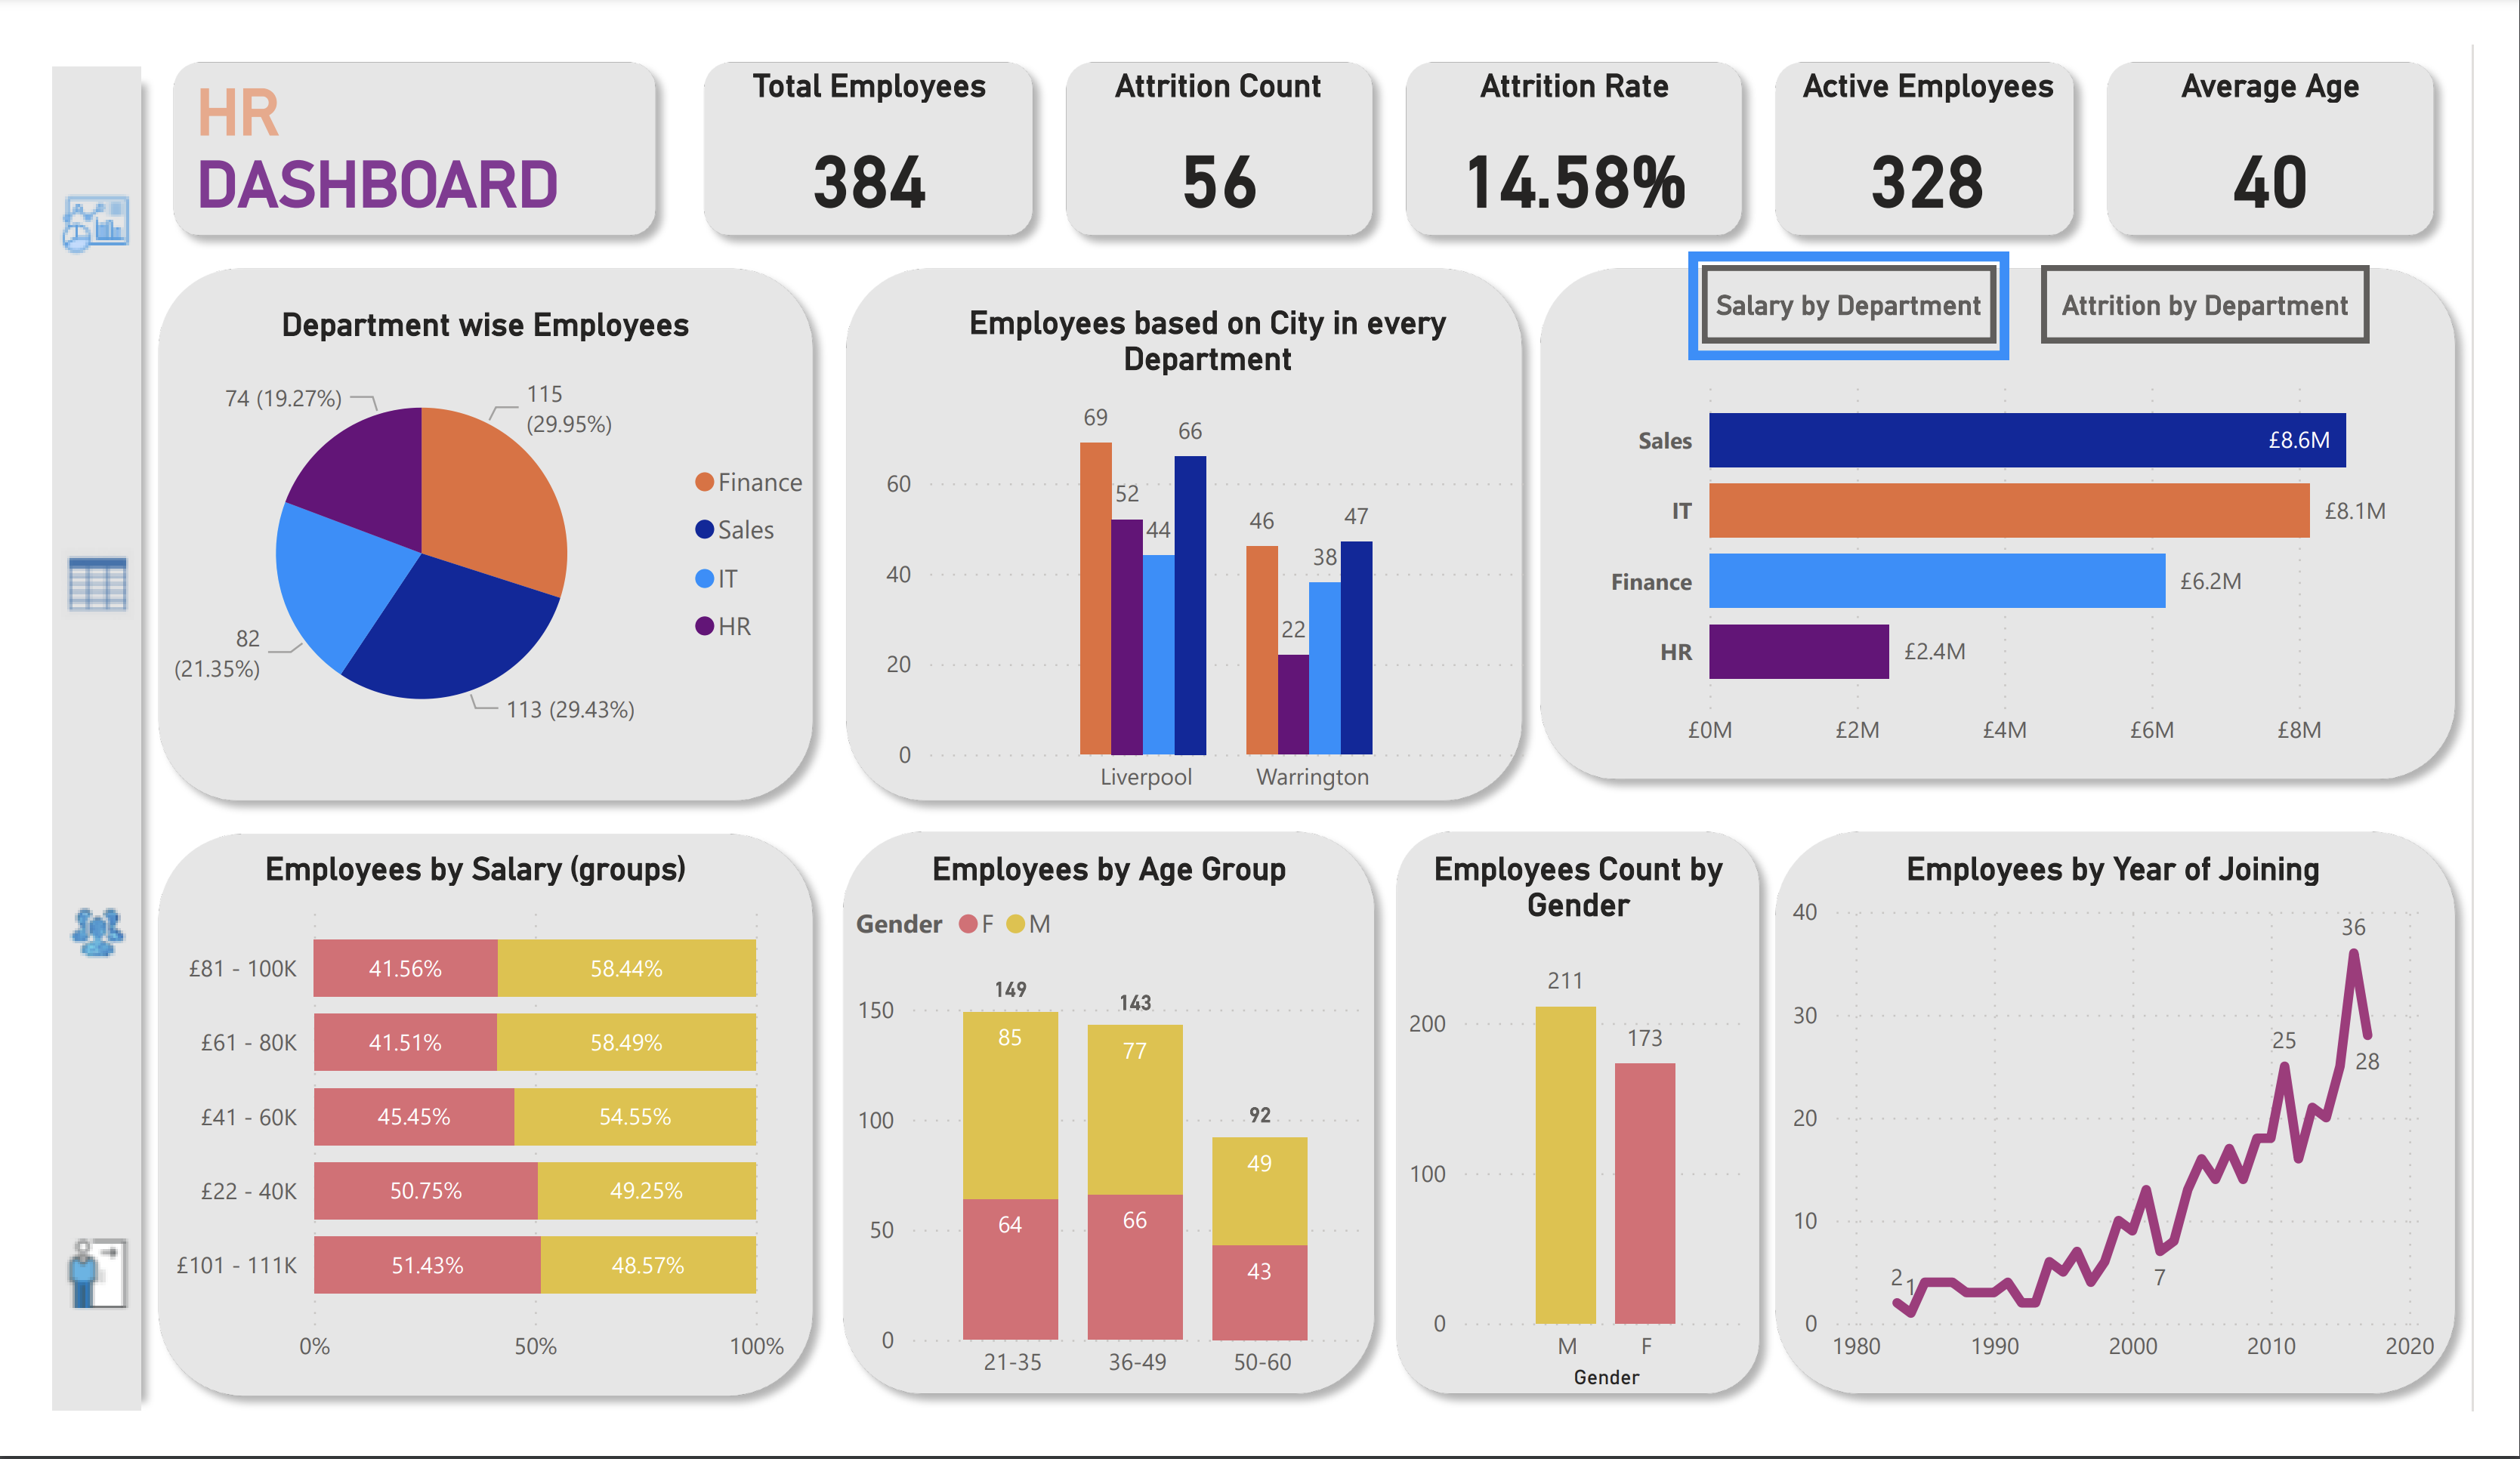 HR
DASHBOARD
Total Employees
384
Attrition Count
56
Attrition Rate
14.58%
Active Employees
328
Average Age
40
Department wise Employees
74 (19.27%)
115
(29.95%)
82
(21.35%)
113 (29.43%)
Finance
Sales
IT
HR
Employees based on City in every
Department
60
40
20
0
69
52
44
66
46
22
38
47
Liverpool
Warrington
Salary by Department
Attrition by Department
Sales
£8.6M
IT
£8.1M
Finance
£6.2M
HR
£2.4M
£0M
£2M
£4M
£6M
£8M
Employees by Salary (groups)
£81 - 100K
41.56%
58.44%
£61 - 80K
41.51%
58.49%
£41 - 60K
45.45%
54.55%
£22 - 40K
50.75%
49.25%
£101 - 111K
51.43%
48.57%
0%
50%
100%
Employees by Age Group
Gender
F
M
150
100
50
0
149
85
64
143
77
66
92
49
43
21-35
36-49
50-60
Employees Count by
Gender
200
100
0
211
173
M
F
Gender
Employees by Year of Joining
40
30
20
10
0
2
1
7
25
36
28
1980
1990
2000
2010
2020